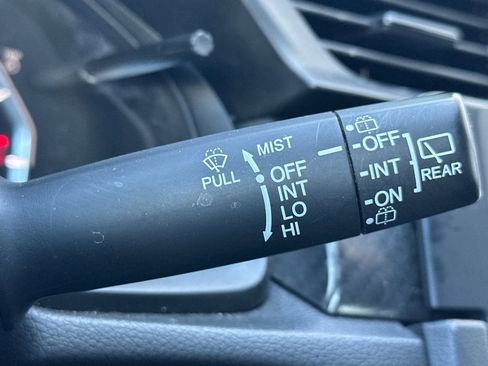 MIST
PULL
OFF
INT
LO
HI
OFF
INT
ON
REAR